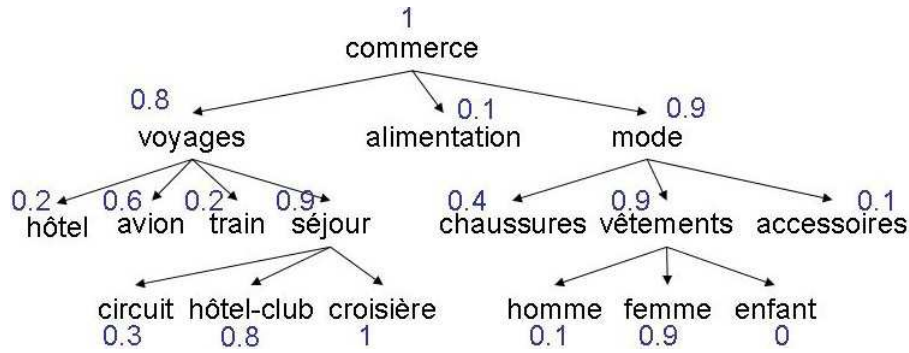 1
commerce
0.8 0.1 0.9
voyages alimentation mode
0.2 0.6 0.2 0.9 0.4 0.9 0.1
hôtel avion train séjour chaussures vêtements accessoires
circuit hôtel-club croisière homme femme enfant
0.3 0.8 1 0.1 0.9 0